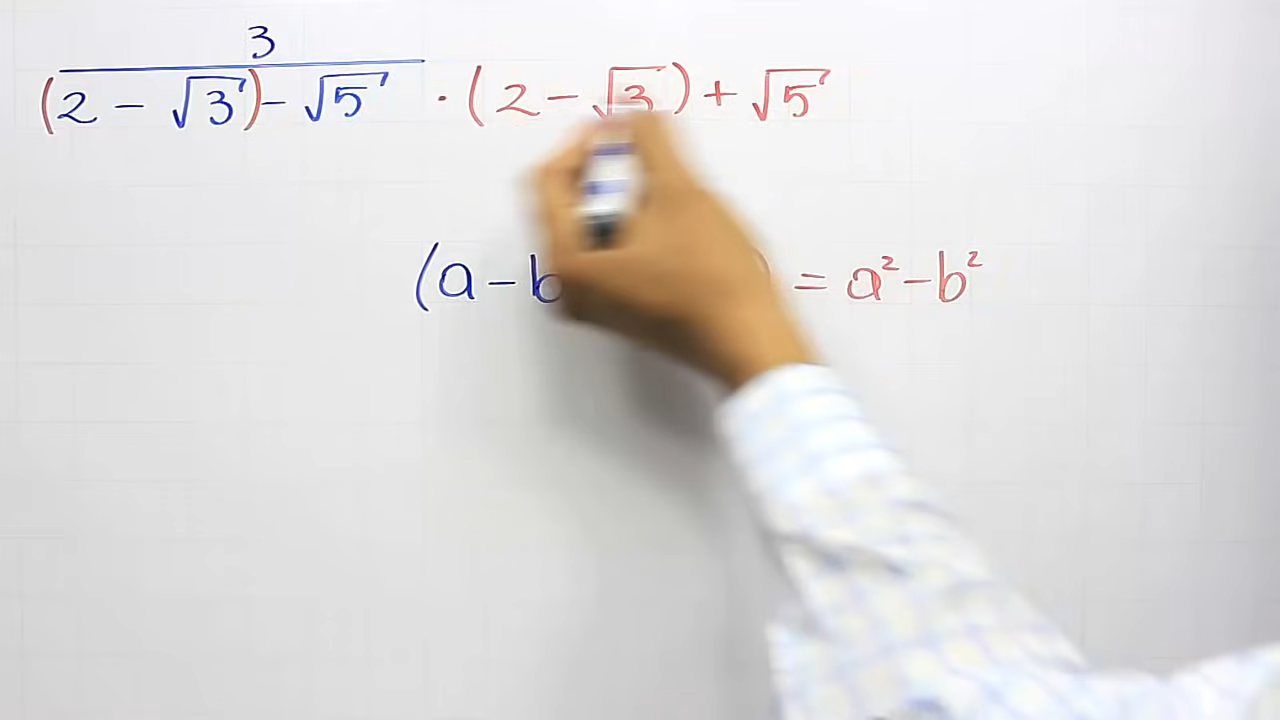 3
(2 - √3) - √5 · (2 - √3) + √5
(a - b = a² - b²